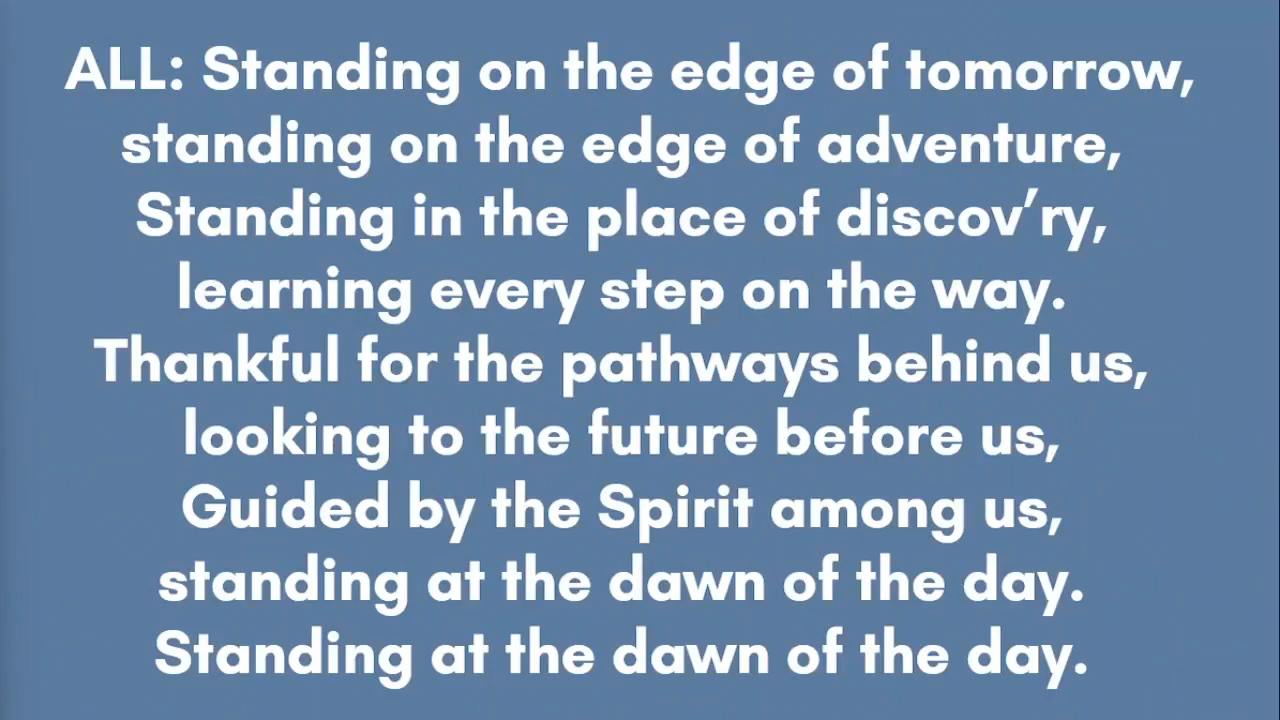 ALL: Standing on the edge of tomorrow,
standing on the edge of adventure,
Standing in the place of discov’ry,
learning every step on the way.
Thankful for the pathways behind us,
looking to the future before us,
Guided by the Spirit among us,
standing at the dawn of the day.
Standing at the dawn of the day.